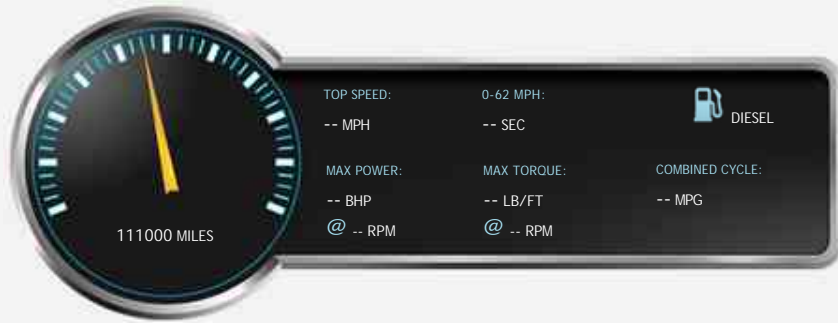 TOP SPEED:
-- MPH
0-62 MPH:
-- SEC
DIESEL
MAX POWER:
-- BHP
@ -- RPM
MAX TORQUE:
-- LB/FT
@ -- RPM
COMBINED CYCLE:
-- MPG
111000 MILES